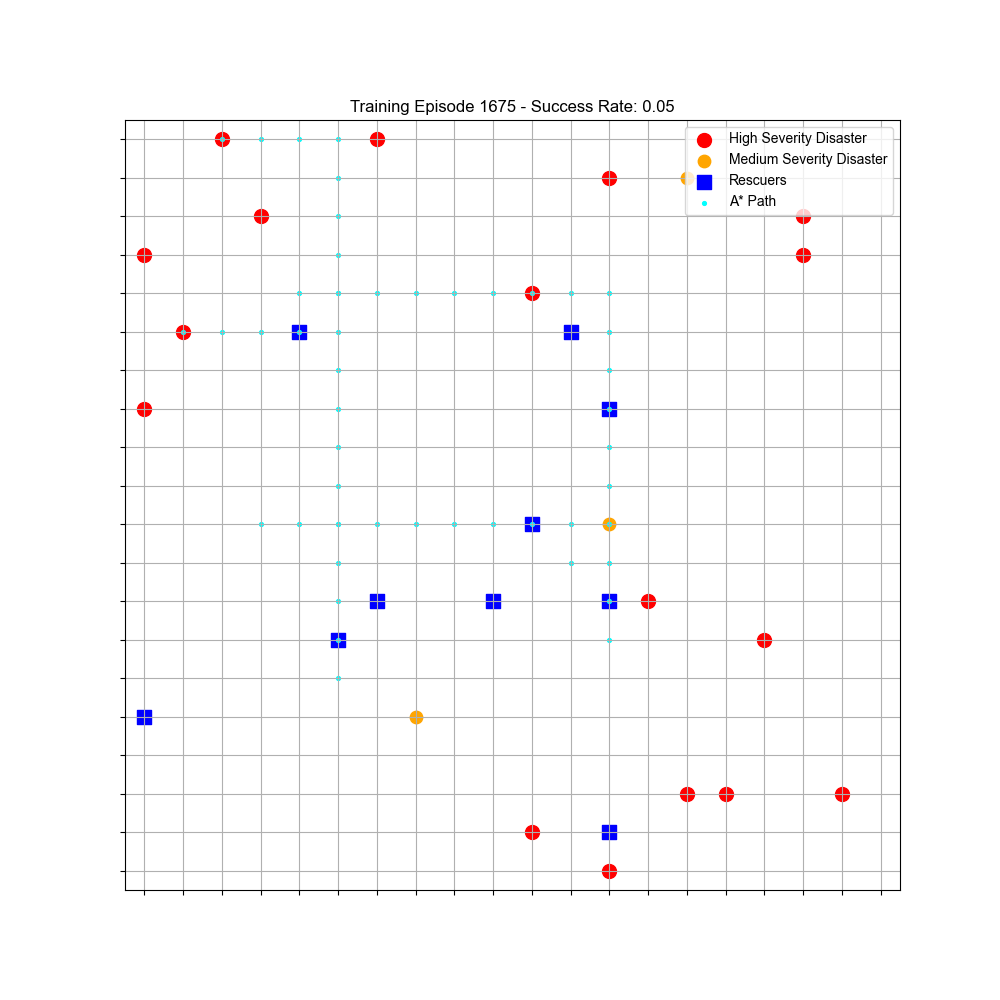 Training Episode 1675 - Success Rate: 0.05
High Severity Disaster
Medium Severity Disaster
Rescuers
A* Path